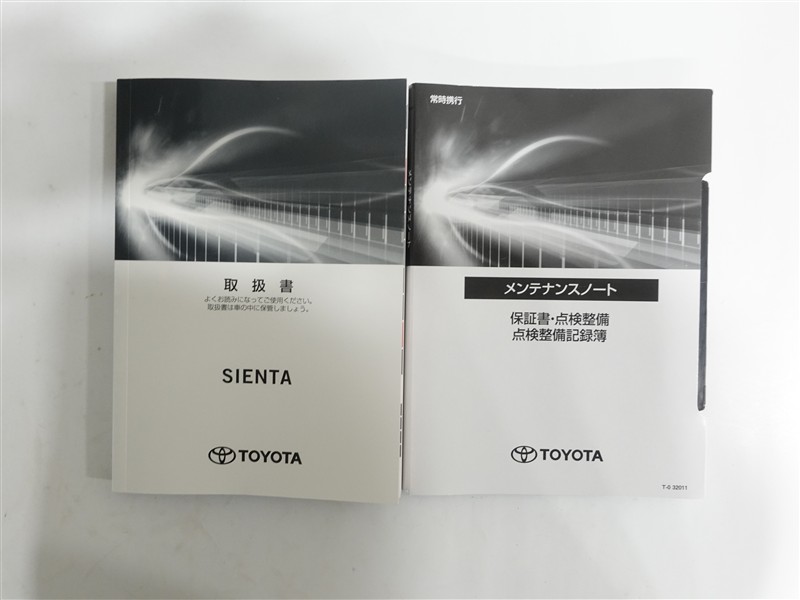 取扱書
よくお読みになってご使用ください。
取扱書は車の中に保管しましょう。
SIENTA
TOYOTA
常時携行
メンテナンスノート
保証書・点検整備
点検整備記録簿
TOYOTA
T-0 32011